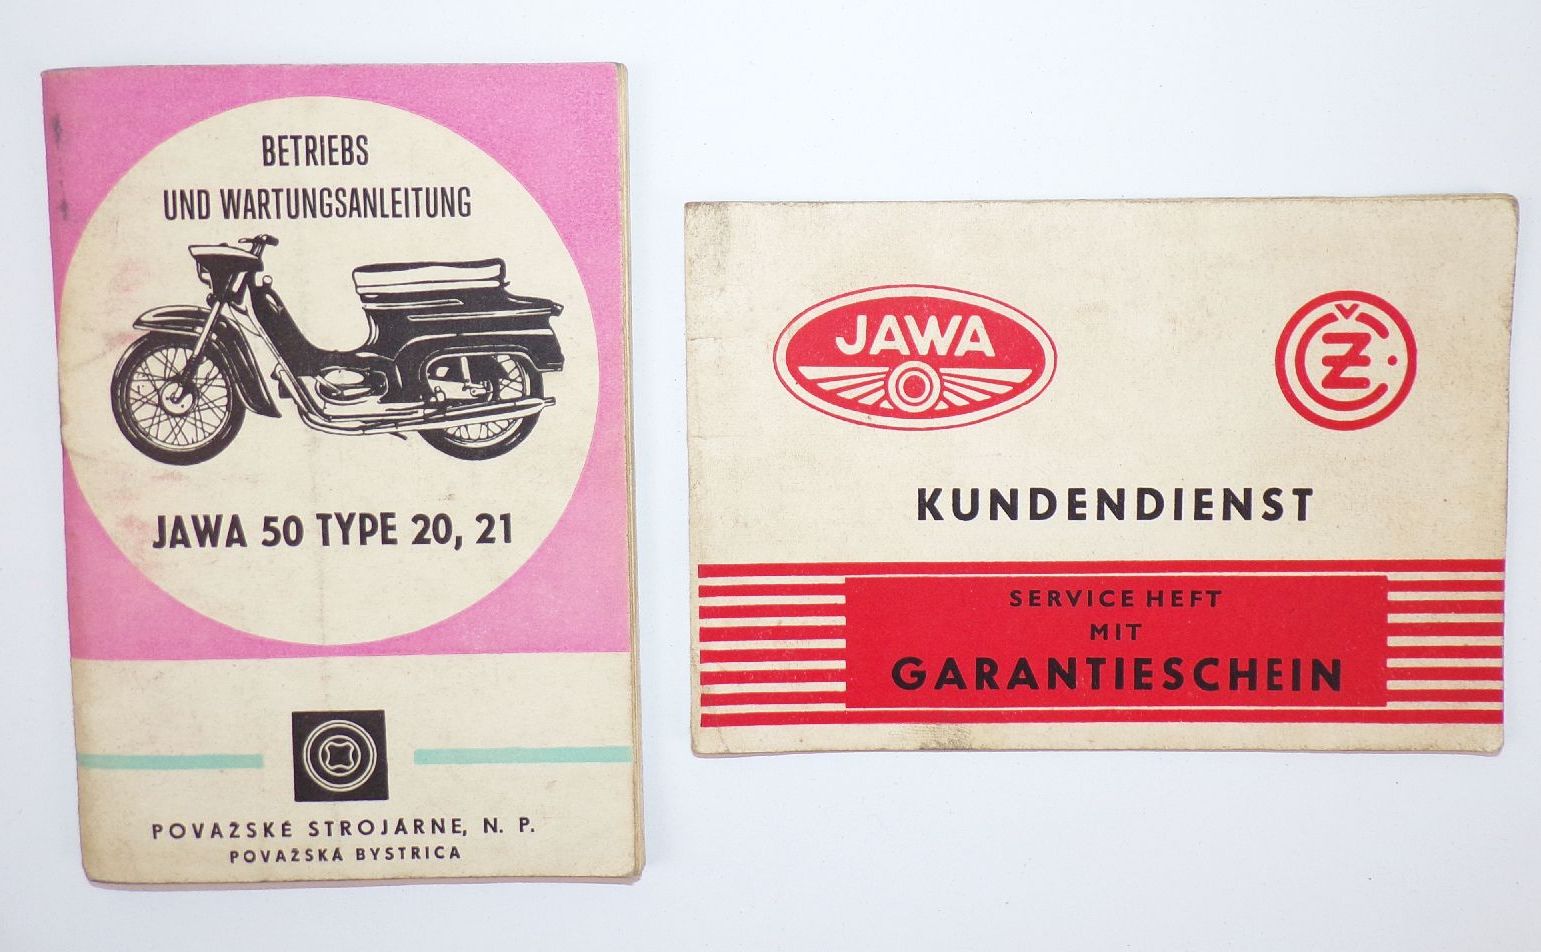 BETRIEBS
UND WARTUNGSANLEITUNG
JAWA 50 TYPE 20, 21
POVAŽSKÉ STROJÁRNE, N. P.
POVAŽSKÁ BYSTRICA
JAWA
ČZ
KUNDENDIENST
SERVICE HEFT
MIT
GARANTIESCHEIN